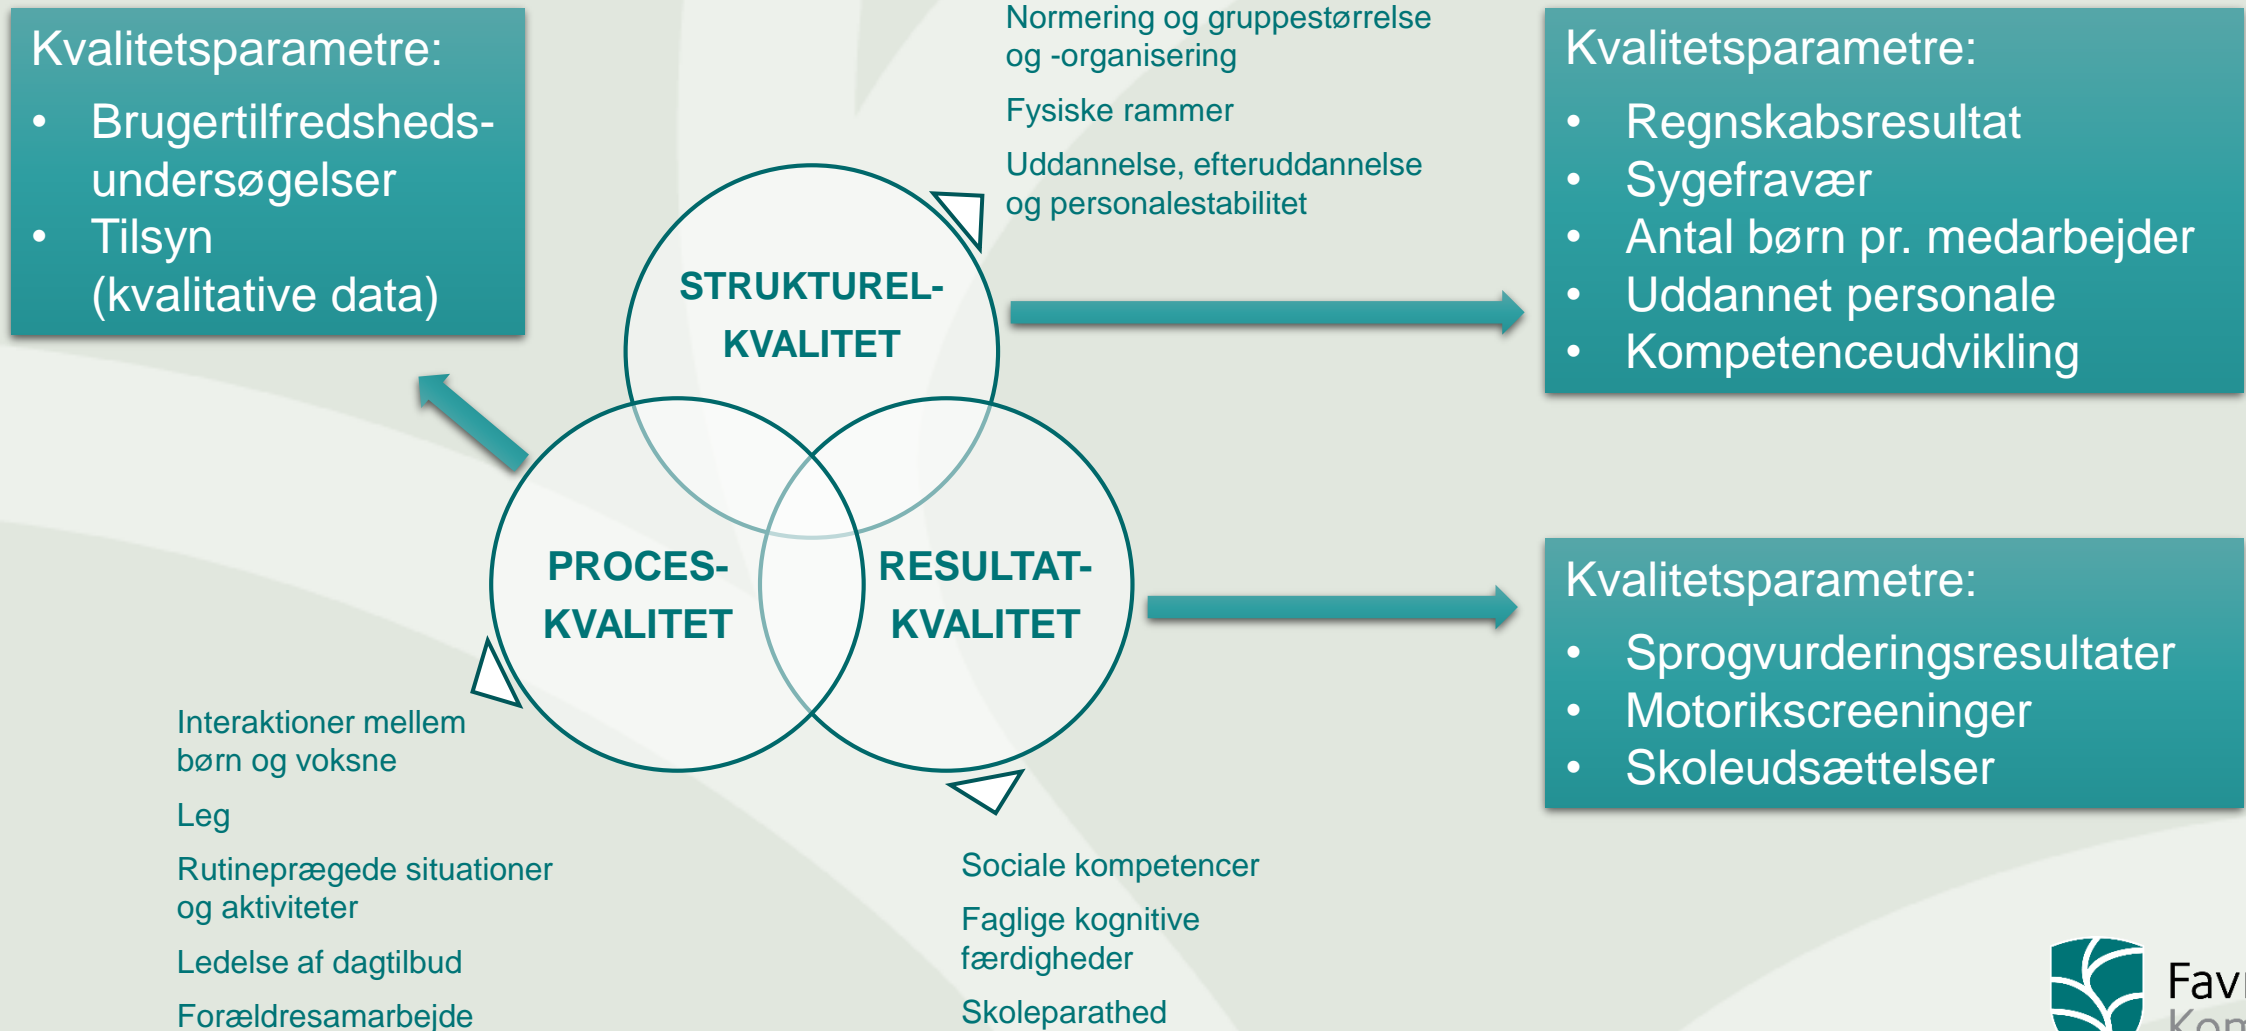 Kvalitetsparametre:
• Brugertilfredsheds-
undersøgelser
• Tilsyn
(kvalitative data)
Normering og gruppestørrelse
og -organisering
Fysiske rammer
Uddannelse, efteruddannelse
og personalestabilitet
Kvalitetsparametre:
• Regnskabsresultat
• Sygefravær
• Antal børn pr. medarbejder
• Uddannet personale
• Kompetenceudvikling
STRUKTUREL-
KVALITET
PROCES-
KVALITET
RESULTAT-
KVALITET
Kvalitetsparametre:
• Sprogvurderingsresultater
• Motorikscreeninger
• Skoleudsættelser
Interaktioner mellem
børn og voksne
Leg
Rutineprægede situationer
og aktiviteter
Ledelse af dagtilbud
Forældresamarbejde
Sociale kompetencer
Faglige kognitive
færdigheder
Skoleparathed